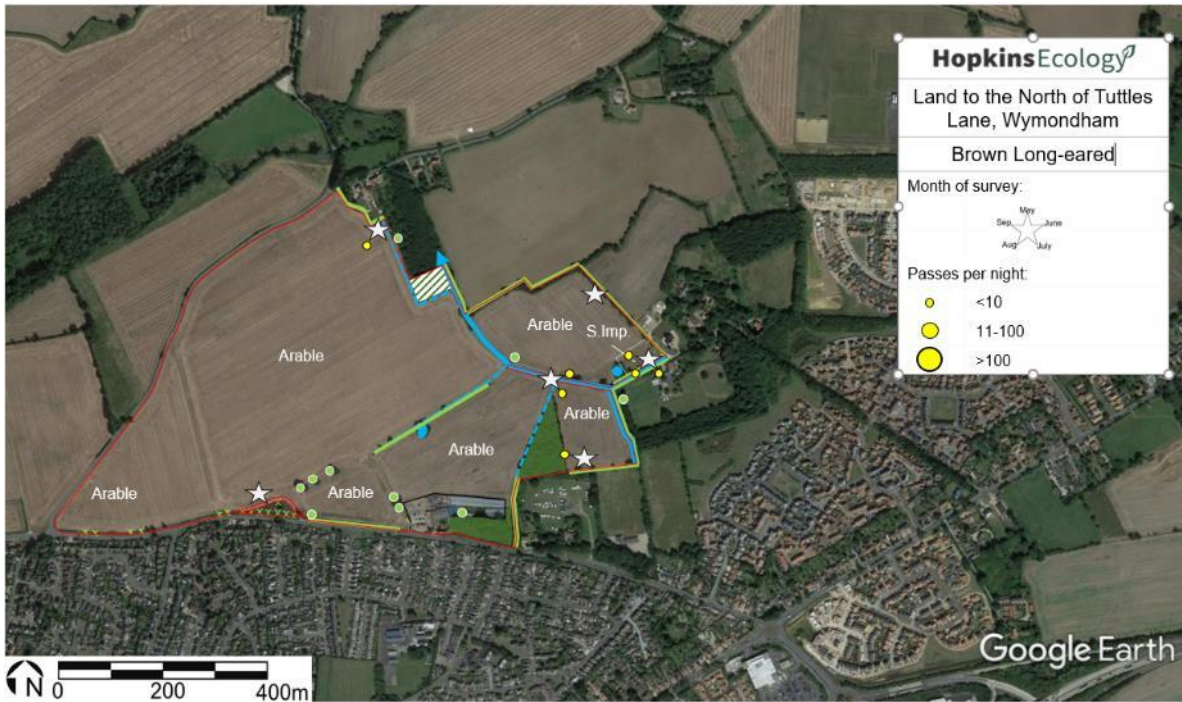 HopkinsEcology
Land to the North of Tuttles
Lane, Wymondham
Brown Long-eared
Month of survey:
May
Sep
June
Aug
July
Passes per night:
<10
11-100
>100
Arable
S.Imp.
Arable
Arable
Arable
Arable
Arable
N
0
200
400m
Google Earth